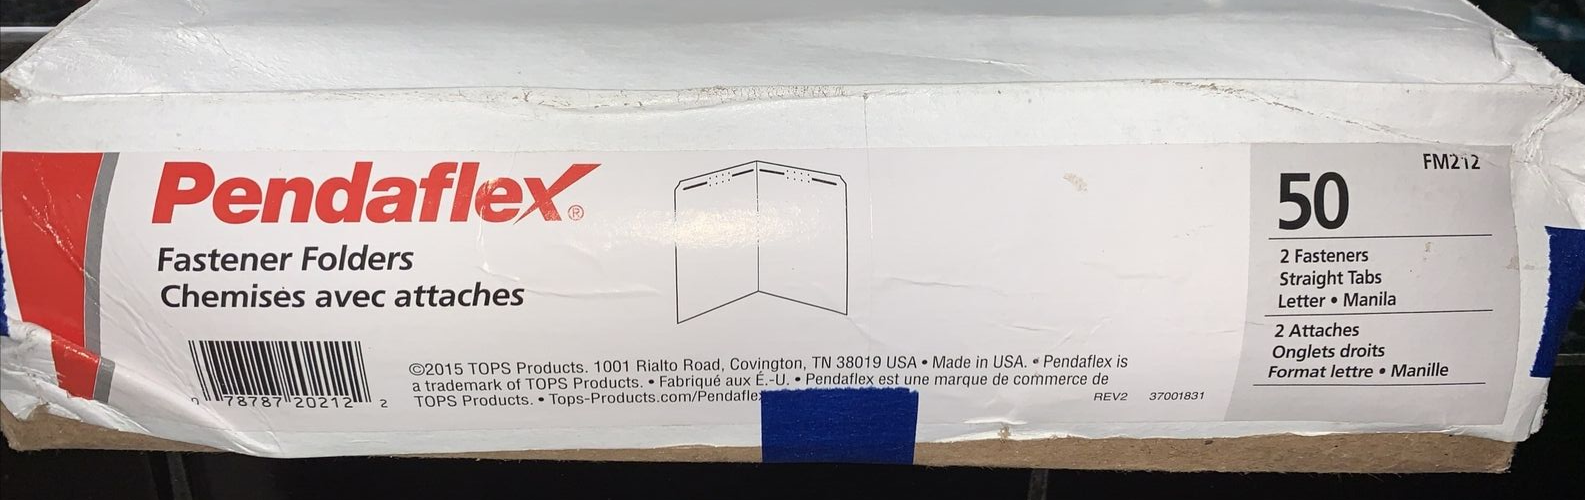 Pendaflex®
Fastener Folders
Chemises avec attaches
0 78787 20212 2
©2015 TOPS Products. 1001 Rialto Road, Covington, TN 38019 USA • Made in USA. • Pendaflex is
a trademark of TOPS Products. • Fabriqué aux É.-U. • Pendaflex est une marque de commerce de
TOPS Products. • Tops-Products.com/Pendaflex
REV2 37001831
FM212
50
2 Fasteners
Straight Tabs
Letter • Manila
2 Attaches
Onglets droits
Format lettre • Manille